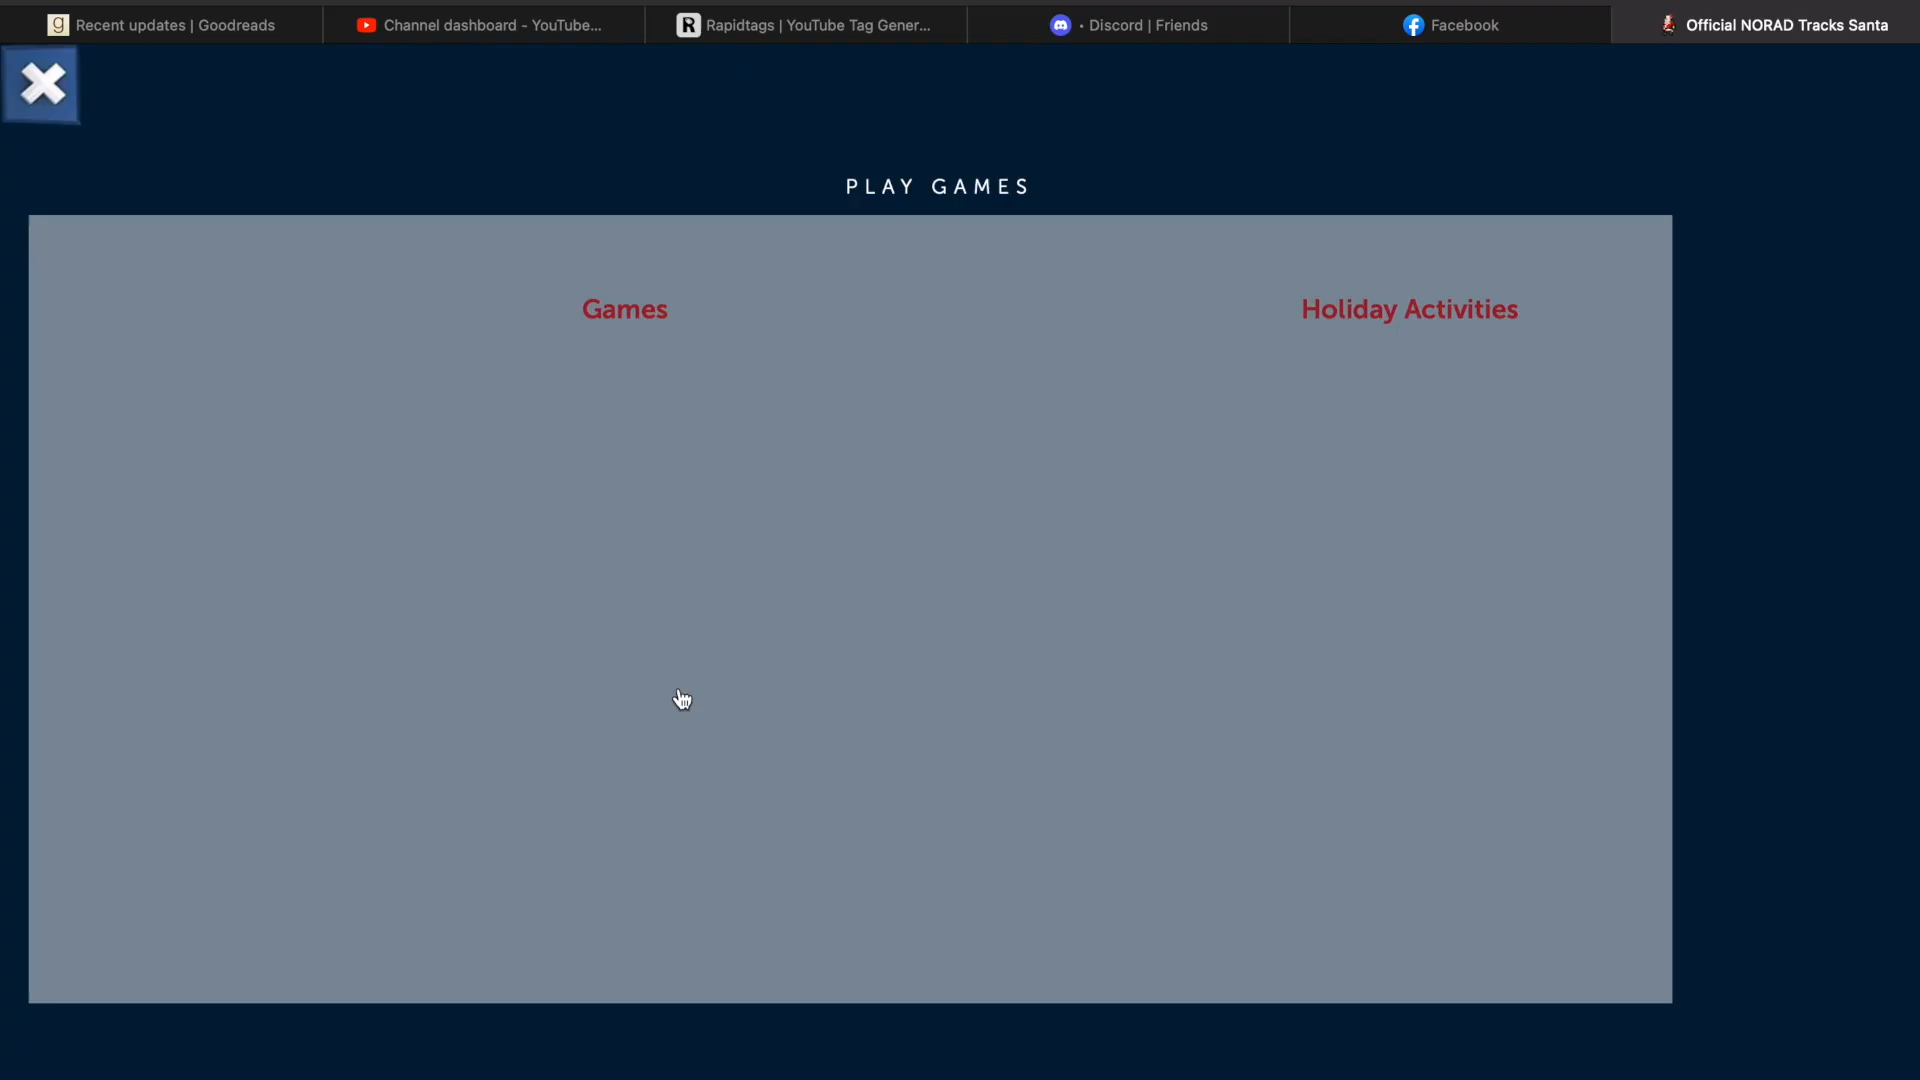 Recent updates | Goodreads
Channel dashboard - YouTube...
Rapidtags | YouTube Tag Gener...
• Discord | Friends
Facebook
Official NORAD Tracks Santa
PLAY GAMES
Games
Holiday Activities